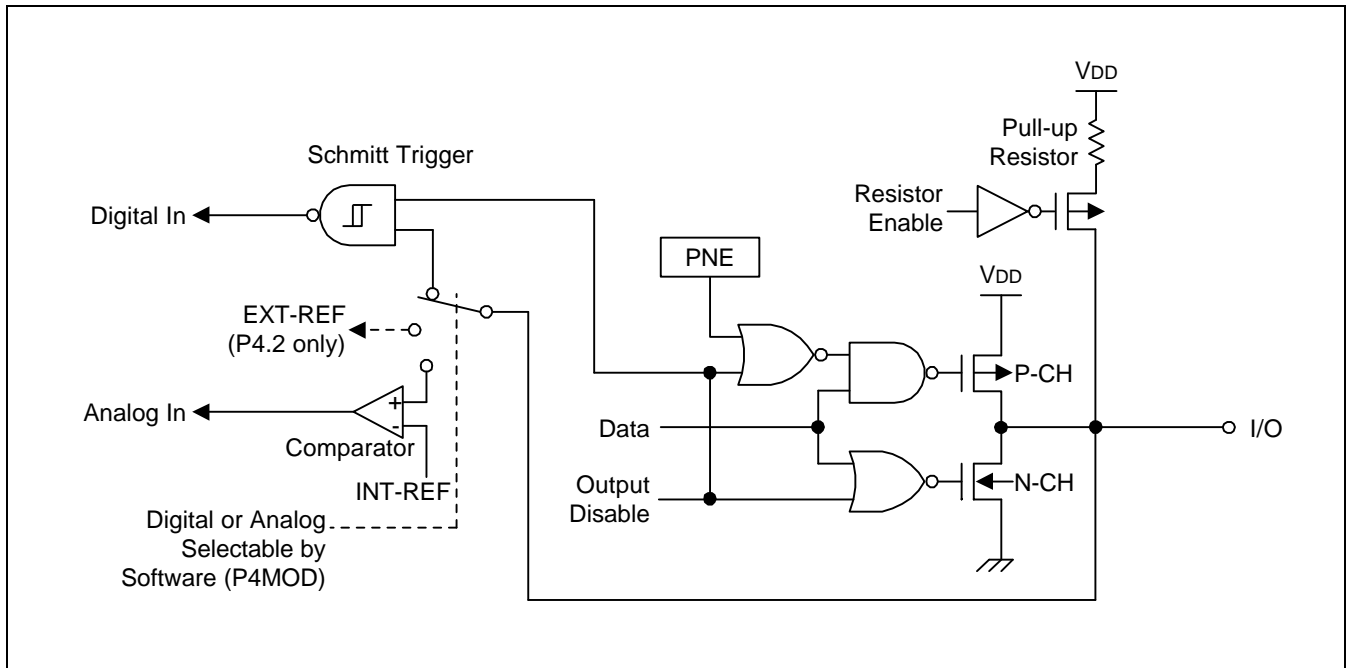 VDD
Pull-up
Resistor
Schmitt Trigger
Resistor
Enable
Digital In
PNE
VDD
EXT-REF
(P4.2 only)
P-CH
+
Analog In
-
Data
I/O
Comparator
INT-REF
Output
Disable
N-CH
Digital or Analog
Selectable by
Software (P4MOD)